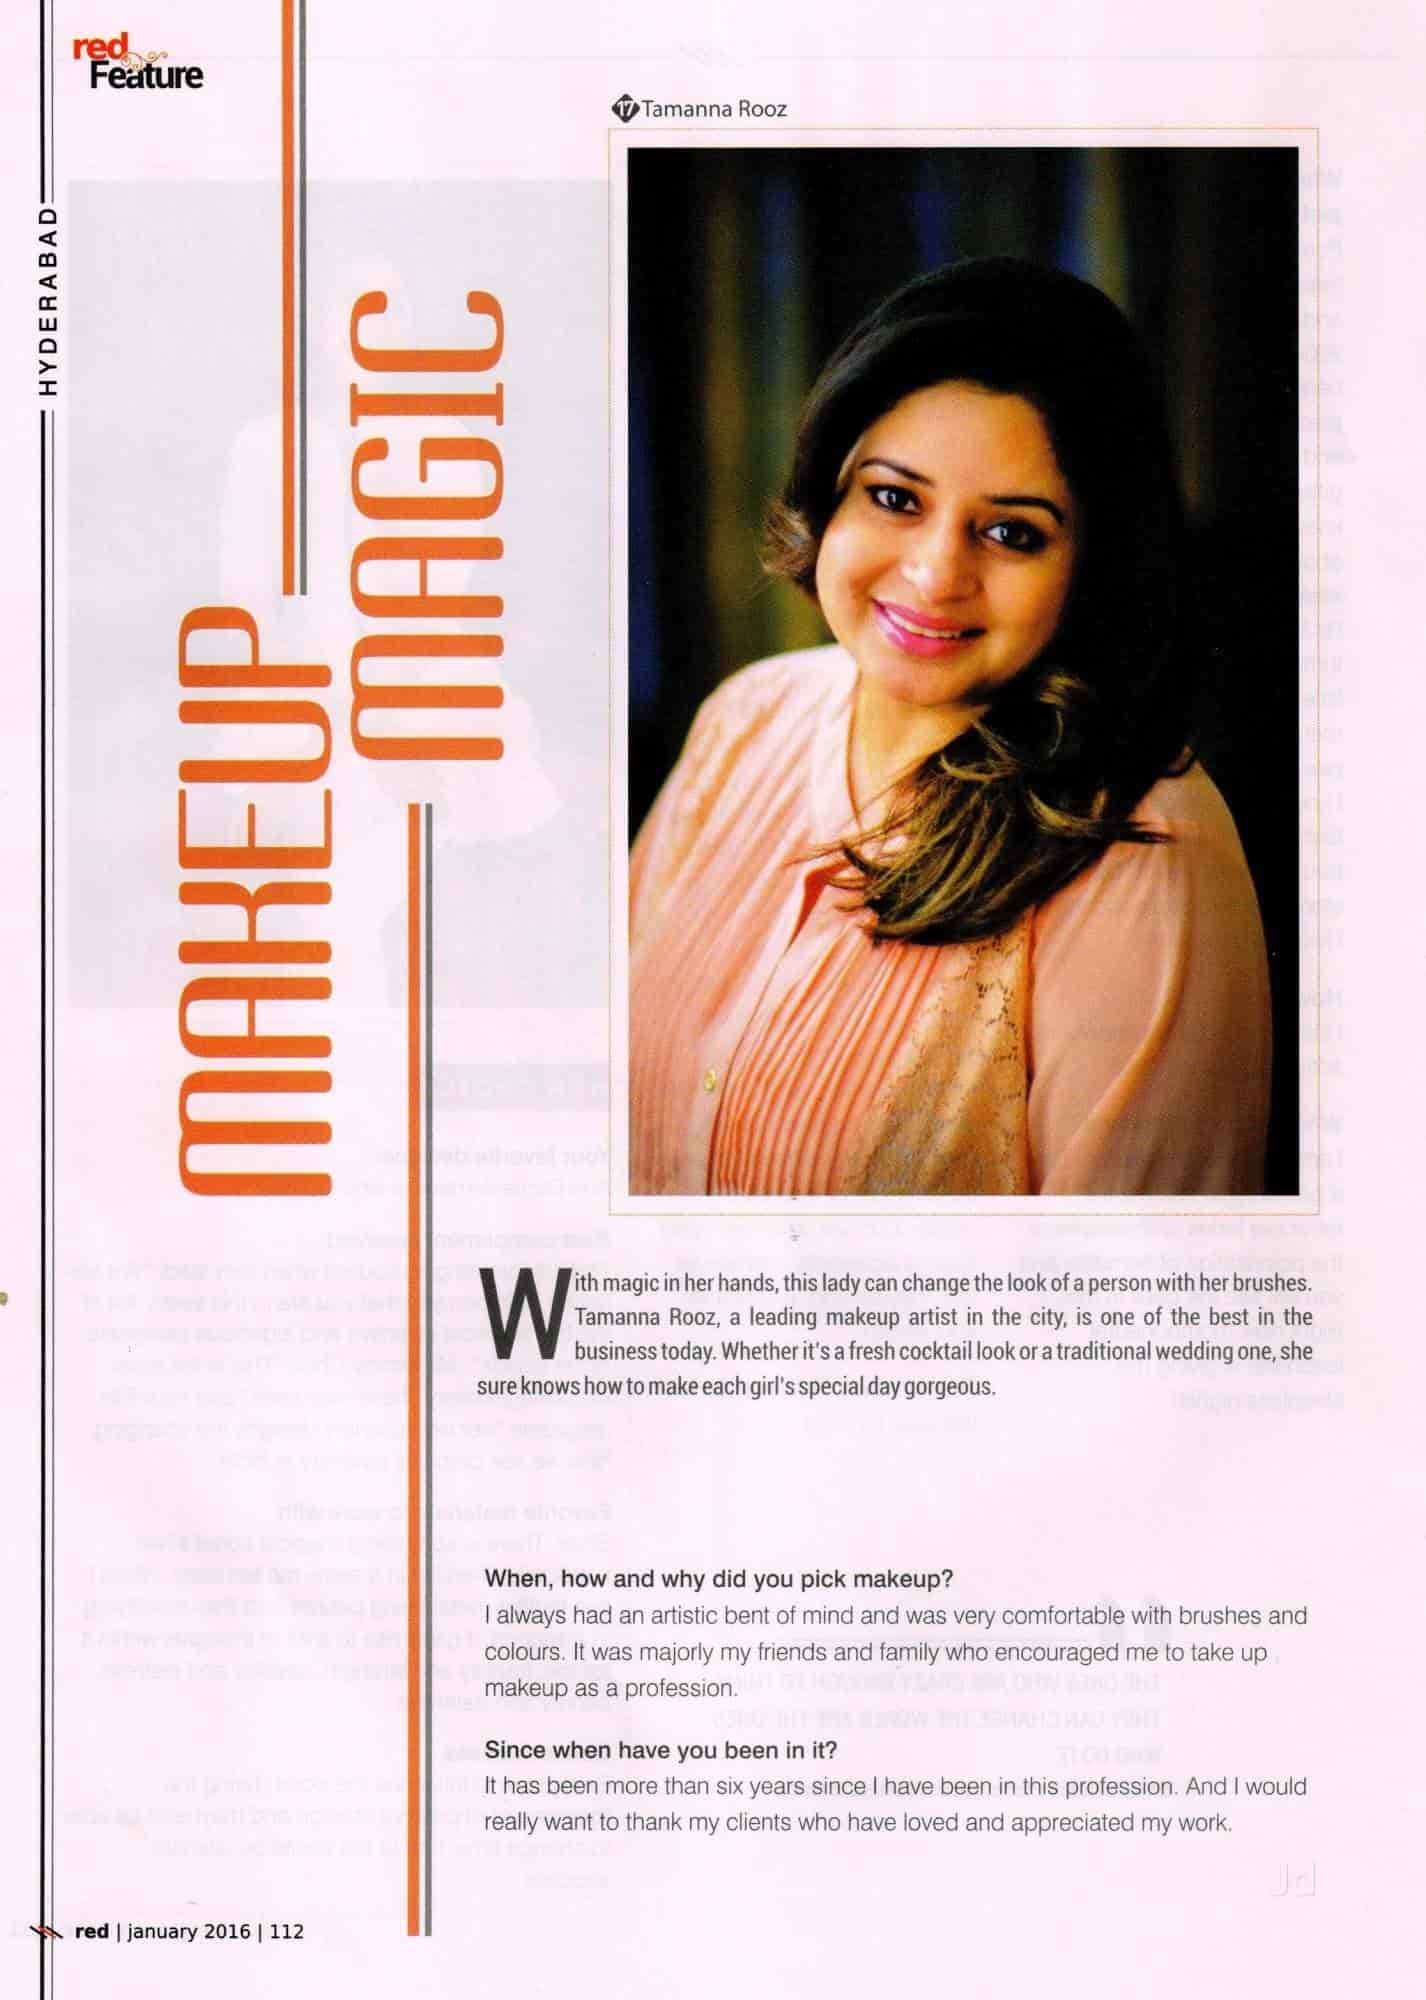 red
Feature
HYDERABAD
MAKEUP
MAGIC
17 Tamanna Rooz
With magic in her hands, this lady can change the look of a person with her brushes.
Tamanna Rooz, a leading makeup artist in the city, is one of the best in the
business today. Whether it's a fresh cocktail look or a traditional wedding one, she
sure knows how to make each girl's special day gorgeous.
When, how and why did you pick makeup?
I always had an artistic bent of mind and was very comfortable with brushes and
colours. It was majorly my friends and family who encouraged me to take up
makeup as a profession.
Since when have you been in it?
It has been more than six years since I have been in this profession. And I would
really want to thank my clients who have loved and appreciated my work.
Jd
red | january 2016 | 112